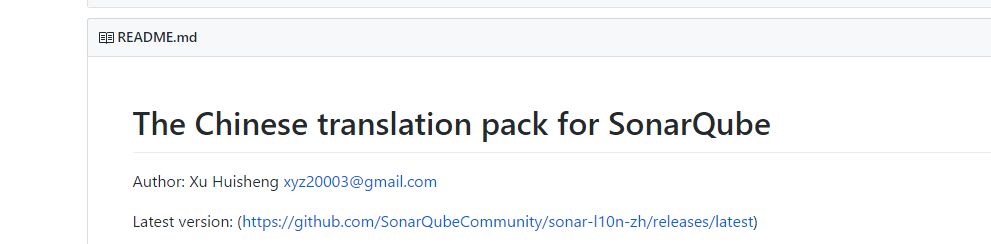 README.md
The Chinese translation pack for SonarQube
Author: Xu Huisheng xyz20003@gmail.com
Latest version: (https://github.com/SonarQubeCommunity/sonar-l10n-zh/releases/latest)